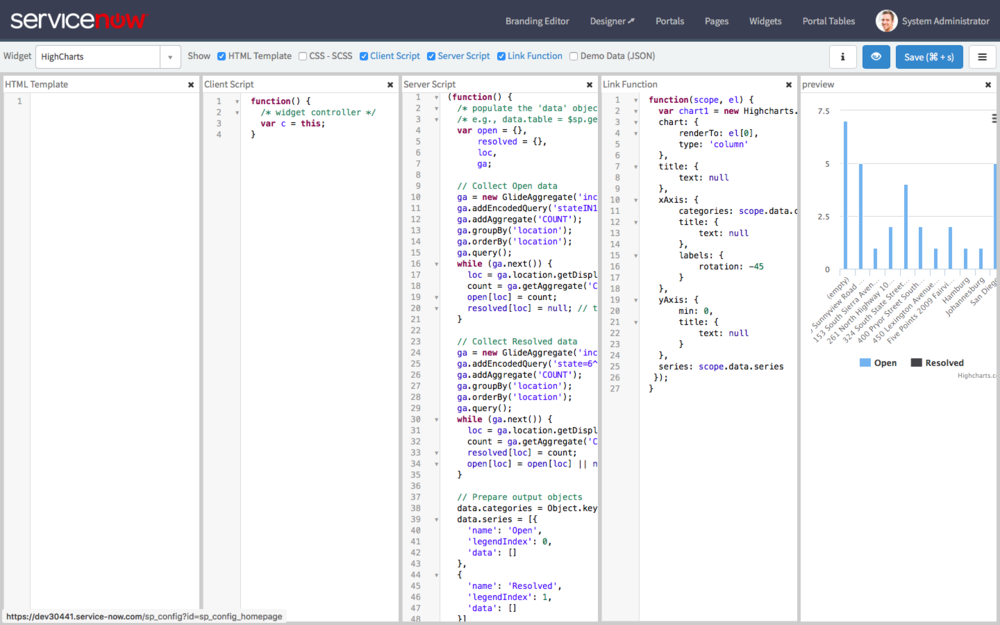 servicenow
Branding Editor
Designer
Portals
Pages
Widgets
Portal Tables
System Administrator
Widget
HighCharts
Show
HTML Template
CSS - SCSS
Client Script
Server Script
Link Function
Demo Data (JSON)
i
Save (⌘ + s)
HTML Template
1
Client Script
1 function() {
2 /* widget controller */
3 var c = this;
4 }
Server Script
1 (function() {
2 /* populate the 'data' objec
3 /* e.g., data.table = $sp.ge
4 var open = {},
5 resolved = {},
6 loc,
7 ga;
8
9 // Collect Open data
10 ga = new GlideAggregate('inc
11 ga.addEncodedQuery('stateIN1
12 ga.addAggregate('COUNT');
13 ga.groupBy('location');
14 ga.orderBy('location');
15 ga.query();
16 while (ga.next()) {
17 loc = ga.location.getDispl
18 count = ga.getAggregate('C
19 open[loc] = count;
20 resolved[loc] = null; // t
21 }
22
23 // Collect Resolved data
24 ga = new GlideAggregate('inc
25 ga.addEncodedQuery('state=6^
26 ga.addAggregate('COUNT');
27 ga.groupBy('location');
28 ga.orderBy('location');
29 ga.query();
30 while (ga.next()) {
31 loc = ga.location.getDispl
32 count = ga.getAggregate('C
33 resolved[loc] = count;
34 open[loc] = open[loc] || n
35 }
36
37 // Prepare output objects
38 data.categories = Object.key
39 data.series = [{
40 'name': 'Open',
41 'legendIndex': 0,
42 'data': []
43 },
44 {
45 'name': 'Resolved',
46 'legendIndex': 1,
47 'data': []
48 }]
Link Function
1 function(scope, el) {
2 var chart1 = new Highcharts.
3 chart: {
4 renderTo: el[0],
5 type: 'column'
6 },
7 title: {
8 text: null
9 },
10 xAxis: {
11 categories: scope.data.c
12 title: {
13 text: null
14 },
15 labels: {
16 rotation: -45
17 }
18 },
19 yAxis: {
20 min: 0,
21 title: {
22 text: null
23 }
24 },
25 series: scope.data.series
26 });
27 }
preview
7.5
5
2.5
0
(empty)
Sunnyview Road
153 South Sierra Aven...
261 North Highway 10...
324 South State Street...
400 Pryor Street South...
450 Lexington Avenue...
Five Points 2009 Fairvi...
Hamburg
Johannesburg
San Dieg
Open
Resolved
Highcharts.c
https://dev30441.service-now.com/sp_config?id=sp_config_homepage